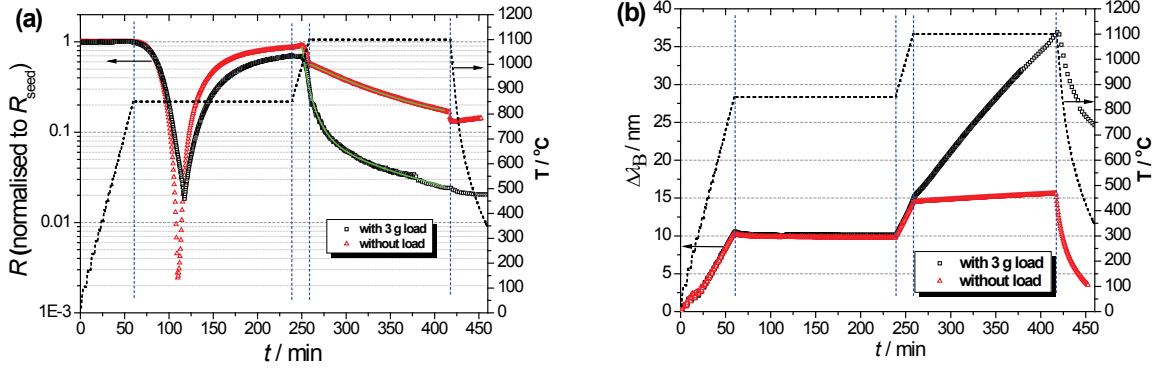 (a)
R (normalised to R_seed)
1
0.1
0.01
1E-3
0 50 100 150 200 250 300 350 400 450
t / min
1200
1100
1000
900
800
700
600
500
400
300
200
100
0
T / °C
with 3 g load
without load
(b)
Δλ_B / nm
40
35
30
25
20
15
10
5
0
0 50 100 150 200 250 300 350 400 450
t / min
1200
1100
1000
900
800
700
600
500
400
300
200
100
0
T / °C
with 3 g load
without load